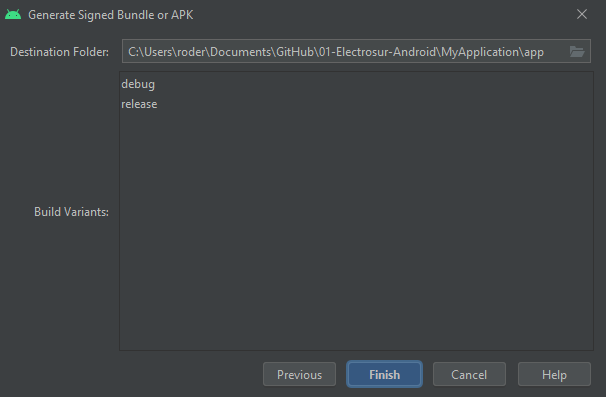 Generate Signed Bundle or APK
Destination Folder: C:\Users\roder\Documents\GitHub\01-Electrosur-Android\MyApplication\app
debug
release
Build Variants:
Previous Finish Cancel Help